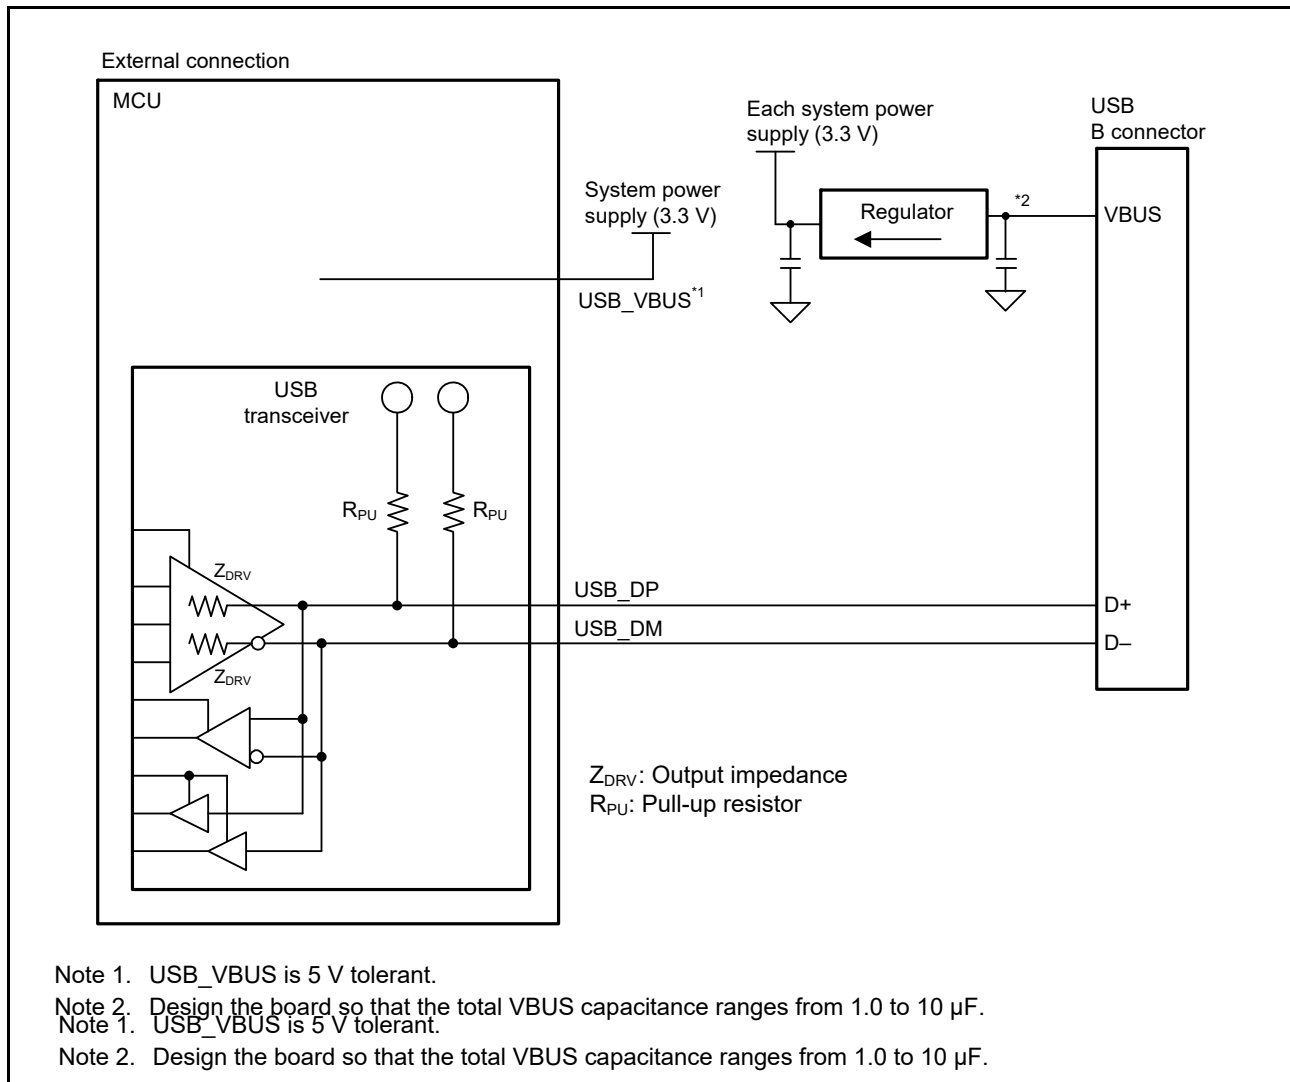 External connection
MCU
Each system power
supply (3.3 V)
USB
B connector
System power
supply (3.3 V)
Regulator
*2
VBUS
USB_VBUS*1
USB
transceiver
RPU
RPU
ZDRV
USB_DP
D+
USB_DM
D–
ZDRV
ZDRV: Output impedance
RPU: Pull-up resistor
Note 1. USB_VBUS is 5 V tolerant.
Note 2. Design the board so that the total VBUS capacitance ranges from 1.0 to 10 µF.
Note 1. USB_VBUS is 5 V tolerant.
Note 2. Design the board so that the total VBUS capacitance ranges from 1.0 to 10 µF.